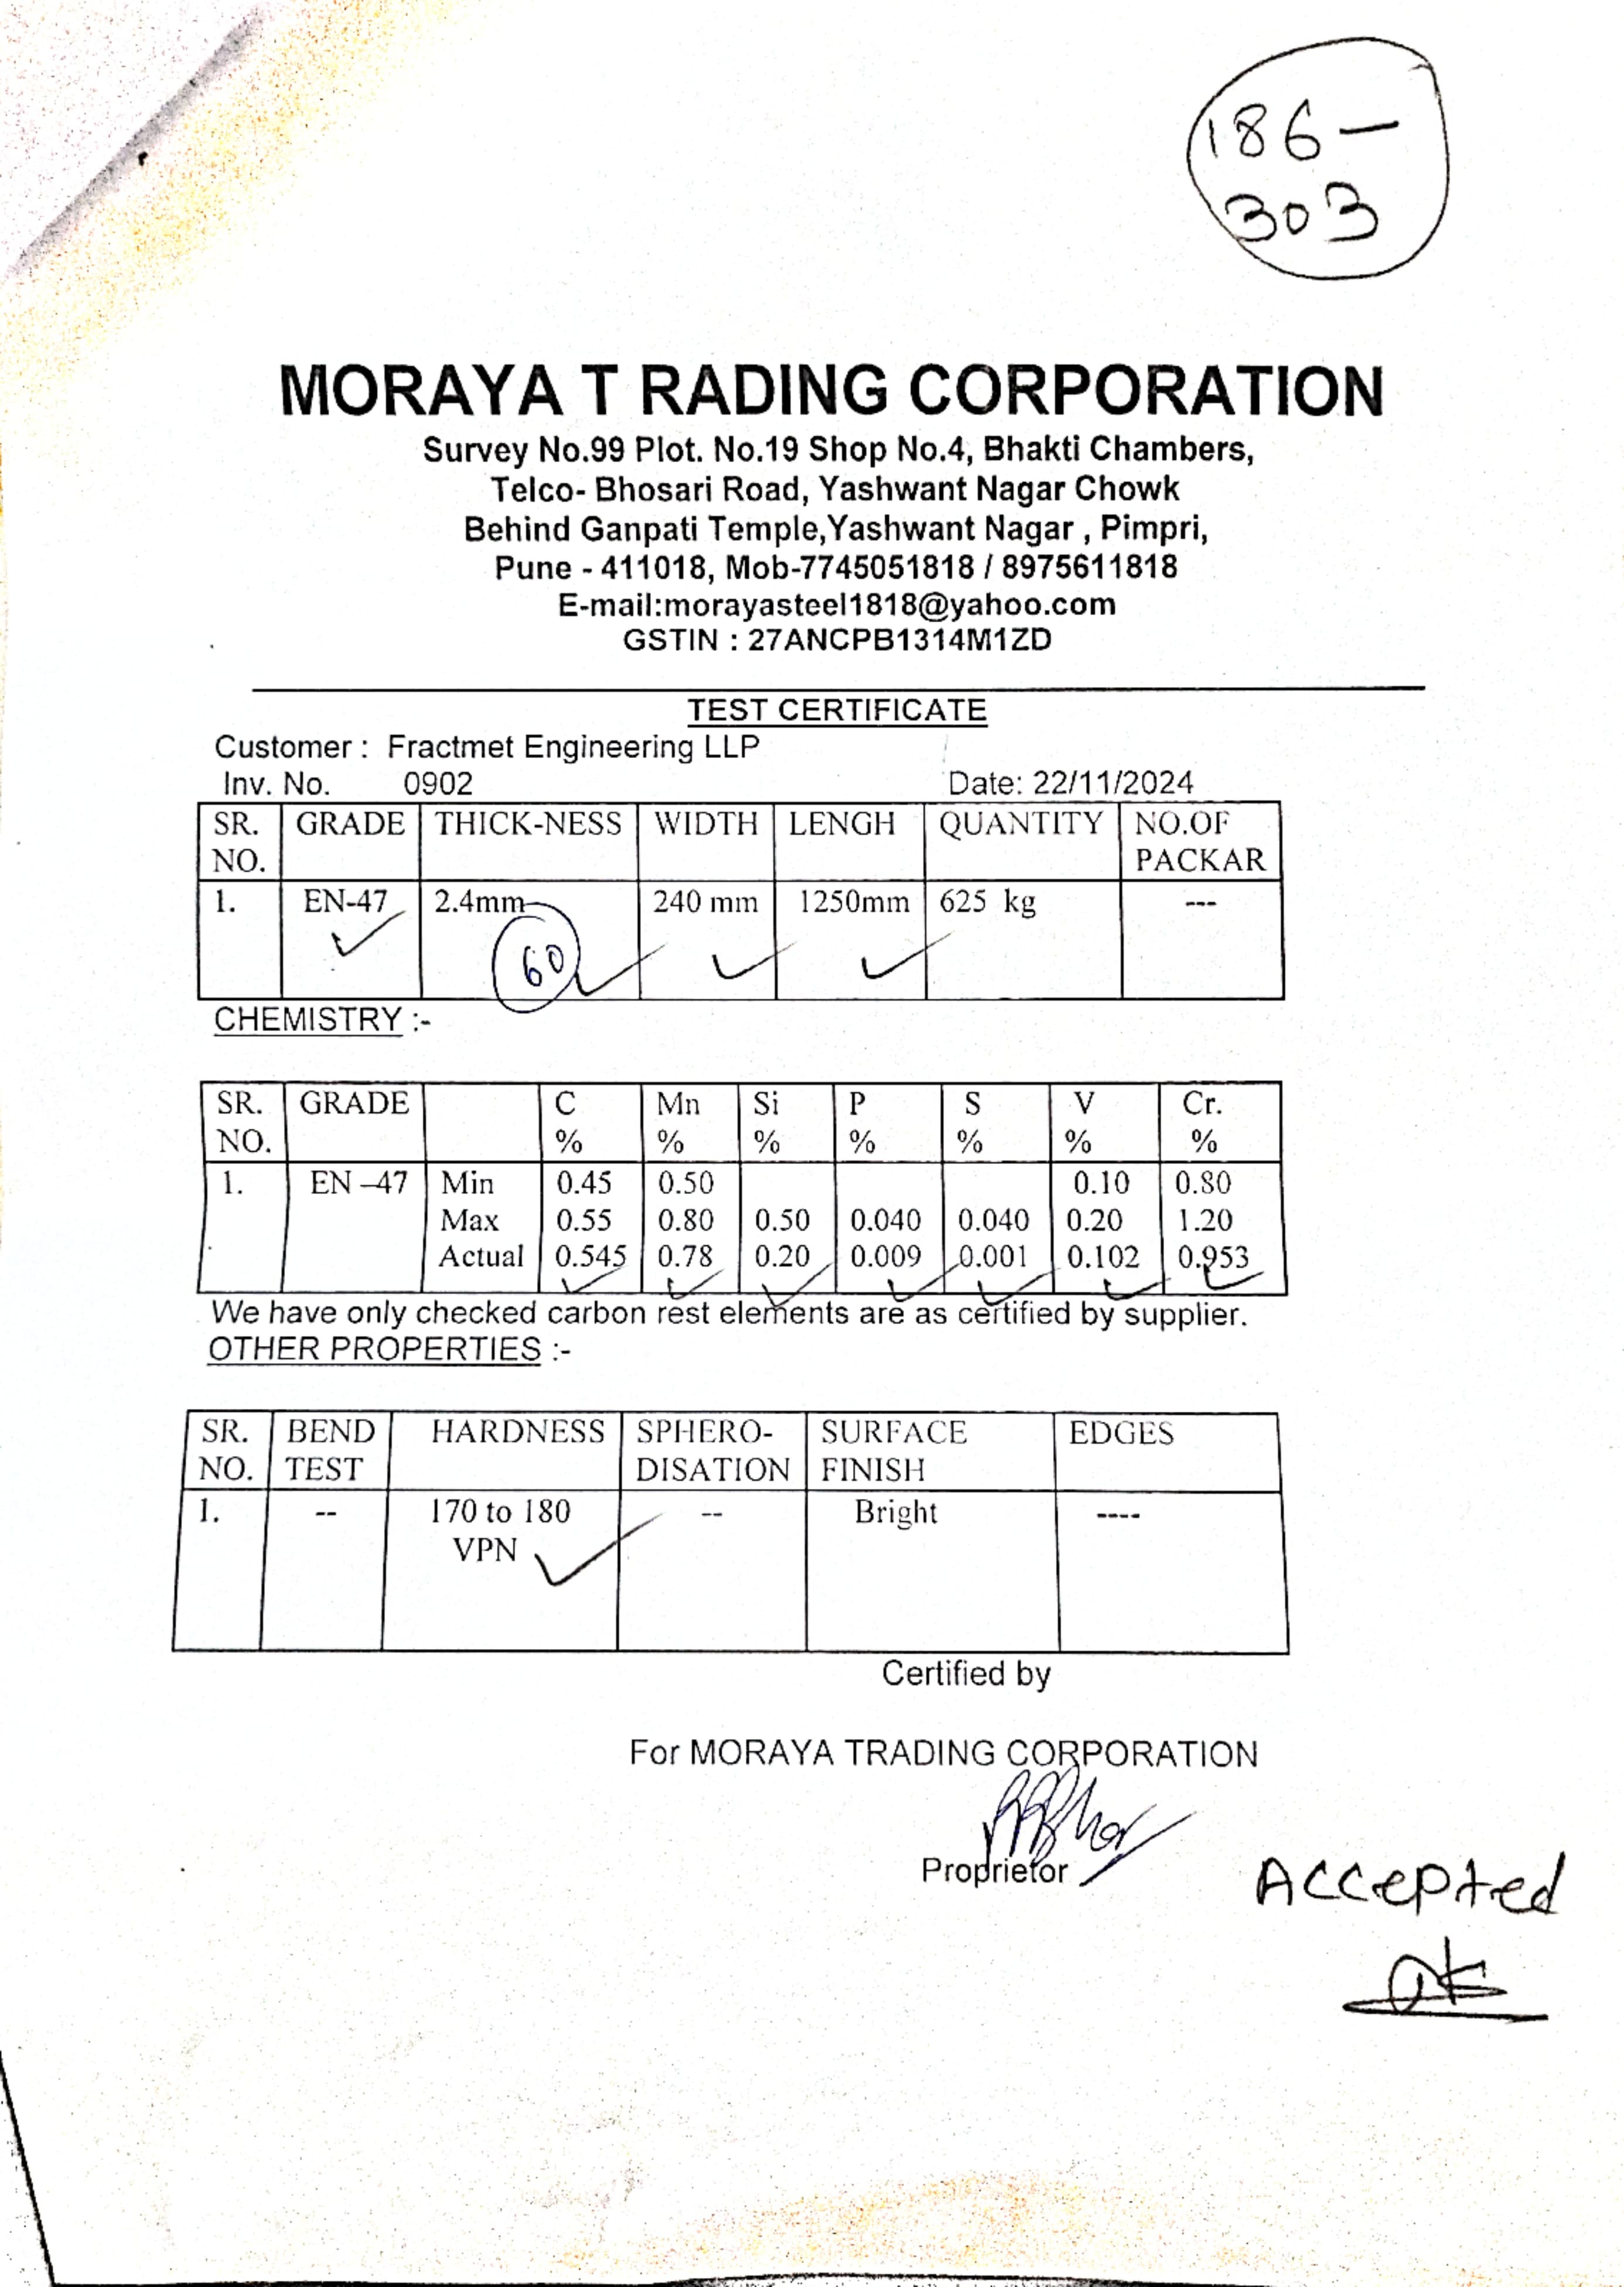 186-
303
MORAYA T RADING CORPORATION
Survey No.99 Plot. No.19 Shop No.4, Bhakti Chambers,
Telco- Bhosari Road, Yashwant Nagar Chowk
Behind Ganpati Temple,Yashwant Nagar , Pimpri,
Pune - 411018, Mob-7745051818 / 8975611818
E-mail:morayasteel1818@yahoo.com
GSTIN : 27ANCPB1314M1ZD
TEST CERTIFICATE
Customer : Fractmet Engineering LLP
Inv. No. 0902 Date: 22/11/2024
SR. GRADE THICK-NESS WIDTH LENGH QUANTITY NO.OF
NO. PACKAR
1. EN-47 2.4mm 240 mm 1250mm 625 kg ---
60
CHEMISTRY :-
SR. GRADE C Mn Si P S V Cr.
NO. % % % % % % %
1. EN –47 Min 0.45 0.50 0.10 0.80
Max 0.55 0.80 0.50 0.040 0.040 0.20 1.20
Actual 0.545 0.78 0.20 0.009 0.001 0.102 0.953
We have only checked carbon rest elements are as certified by supplier.
OTHER PROPERTIES :-
SR. BEND HARDNESS SPHERO- SURFACE EDGES
NO. TEST DISATION FINISH
1. -- 170 to 180 -- Bright ----
VPN
Certified by
For MORAYA TRADING CORPORATION
Proprietor
Accepted